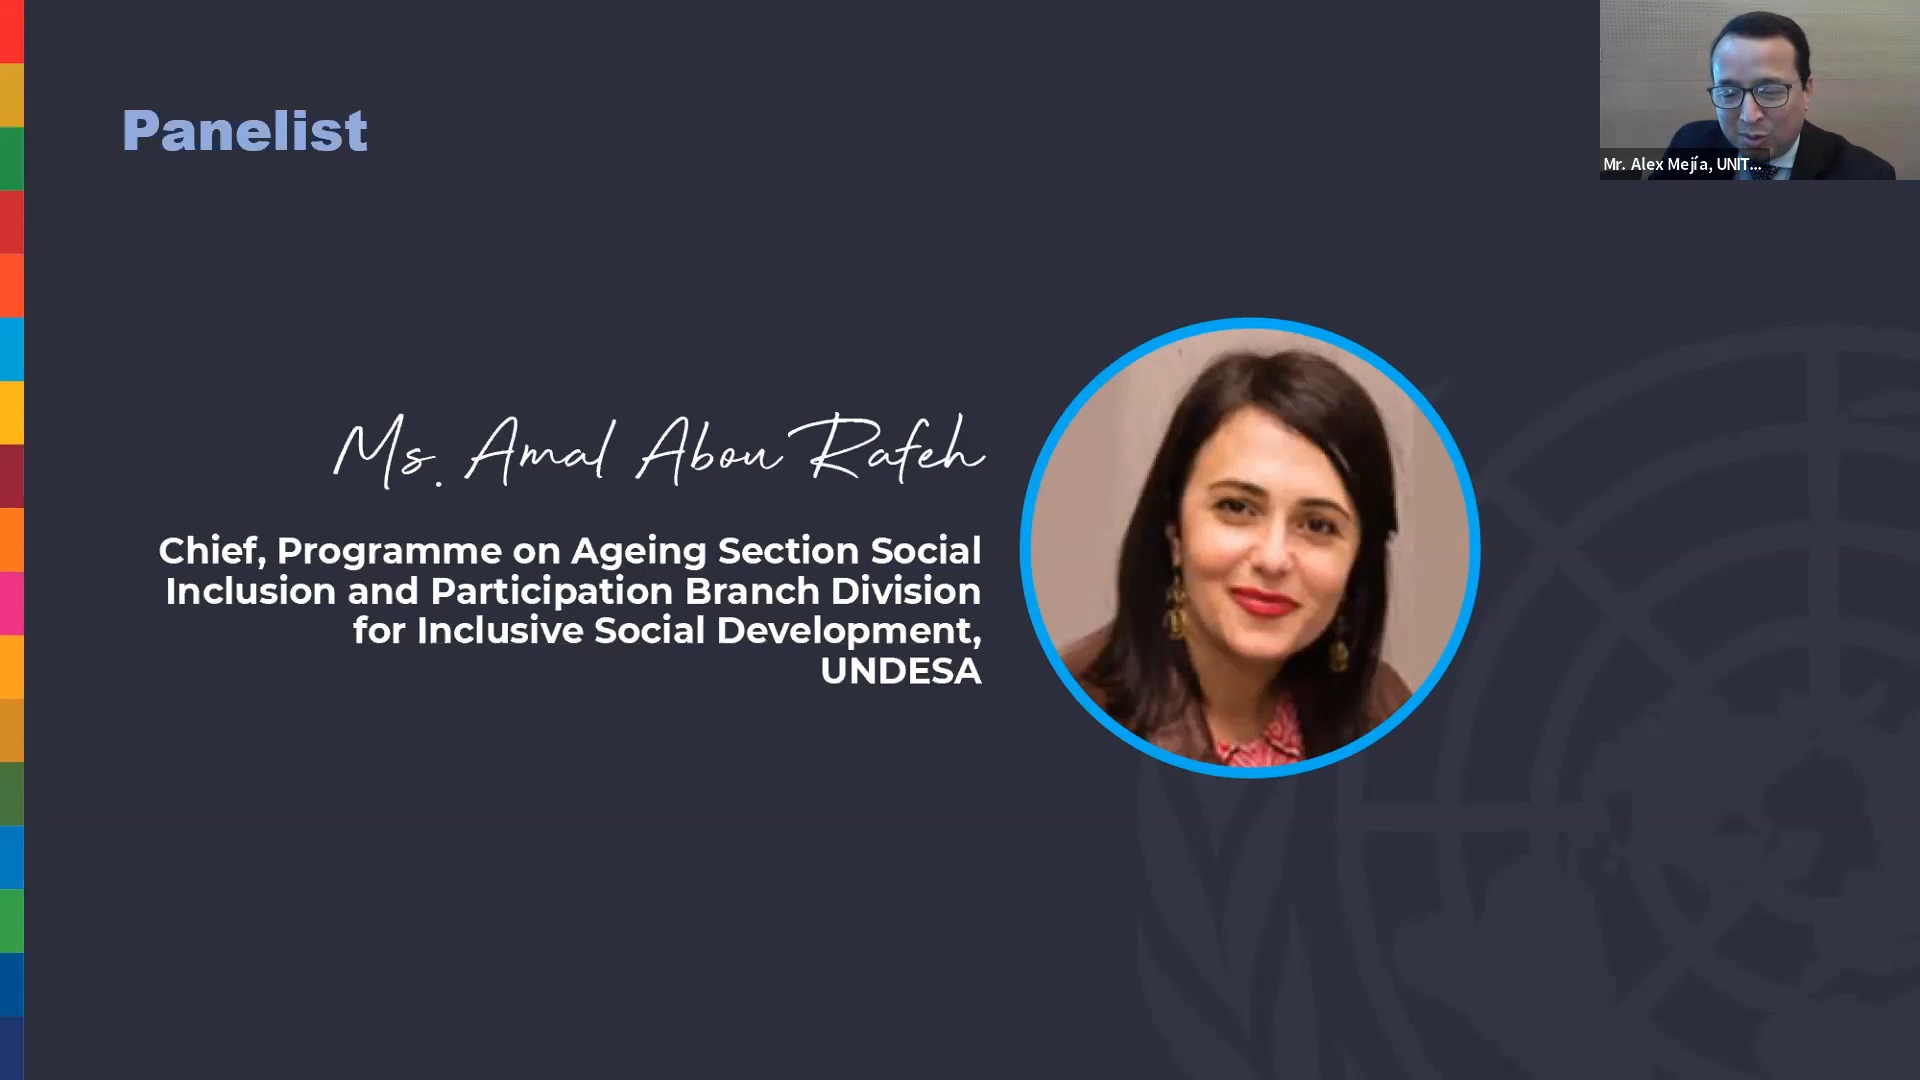 Panelist
Mr. Alex Mejía, UNIT...
Ms. Amal Abou Rafeh
Chief, Programme on Ageing Section Social
Inclusion and Participation Branch Division
for Inclusive Social Development,
UNDESA